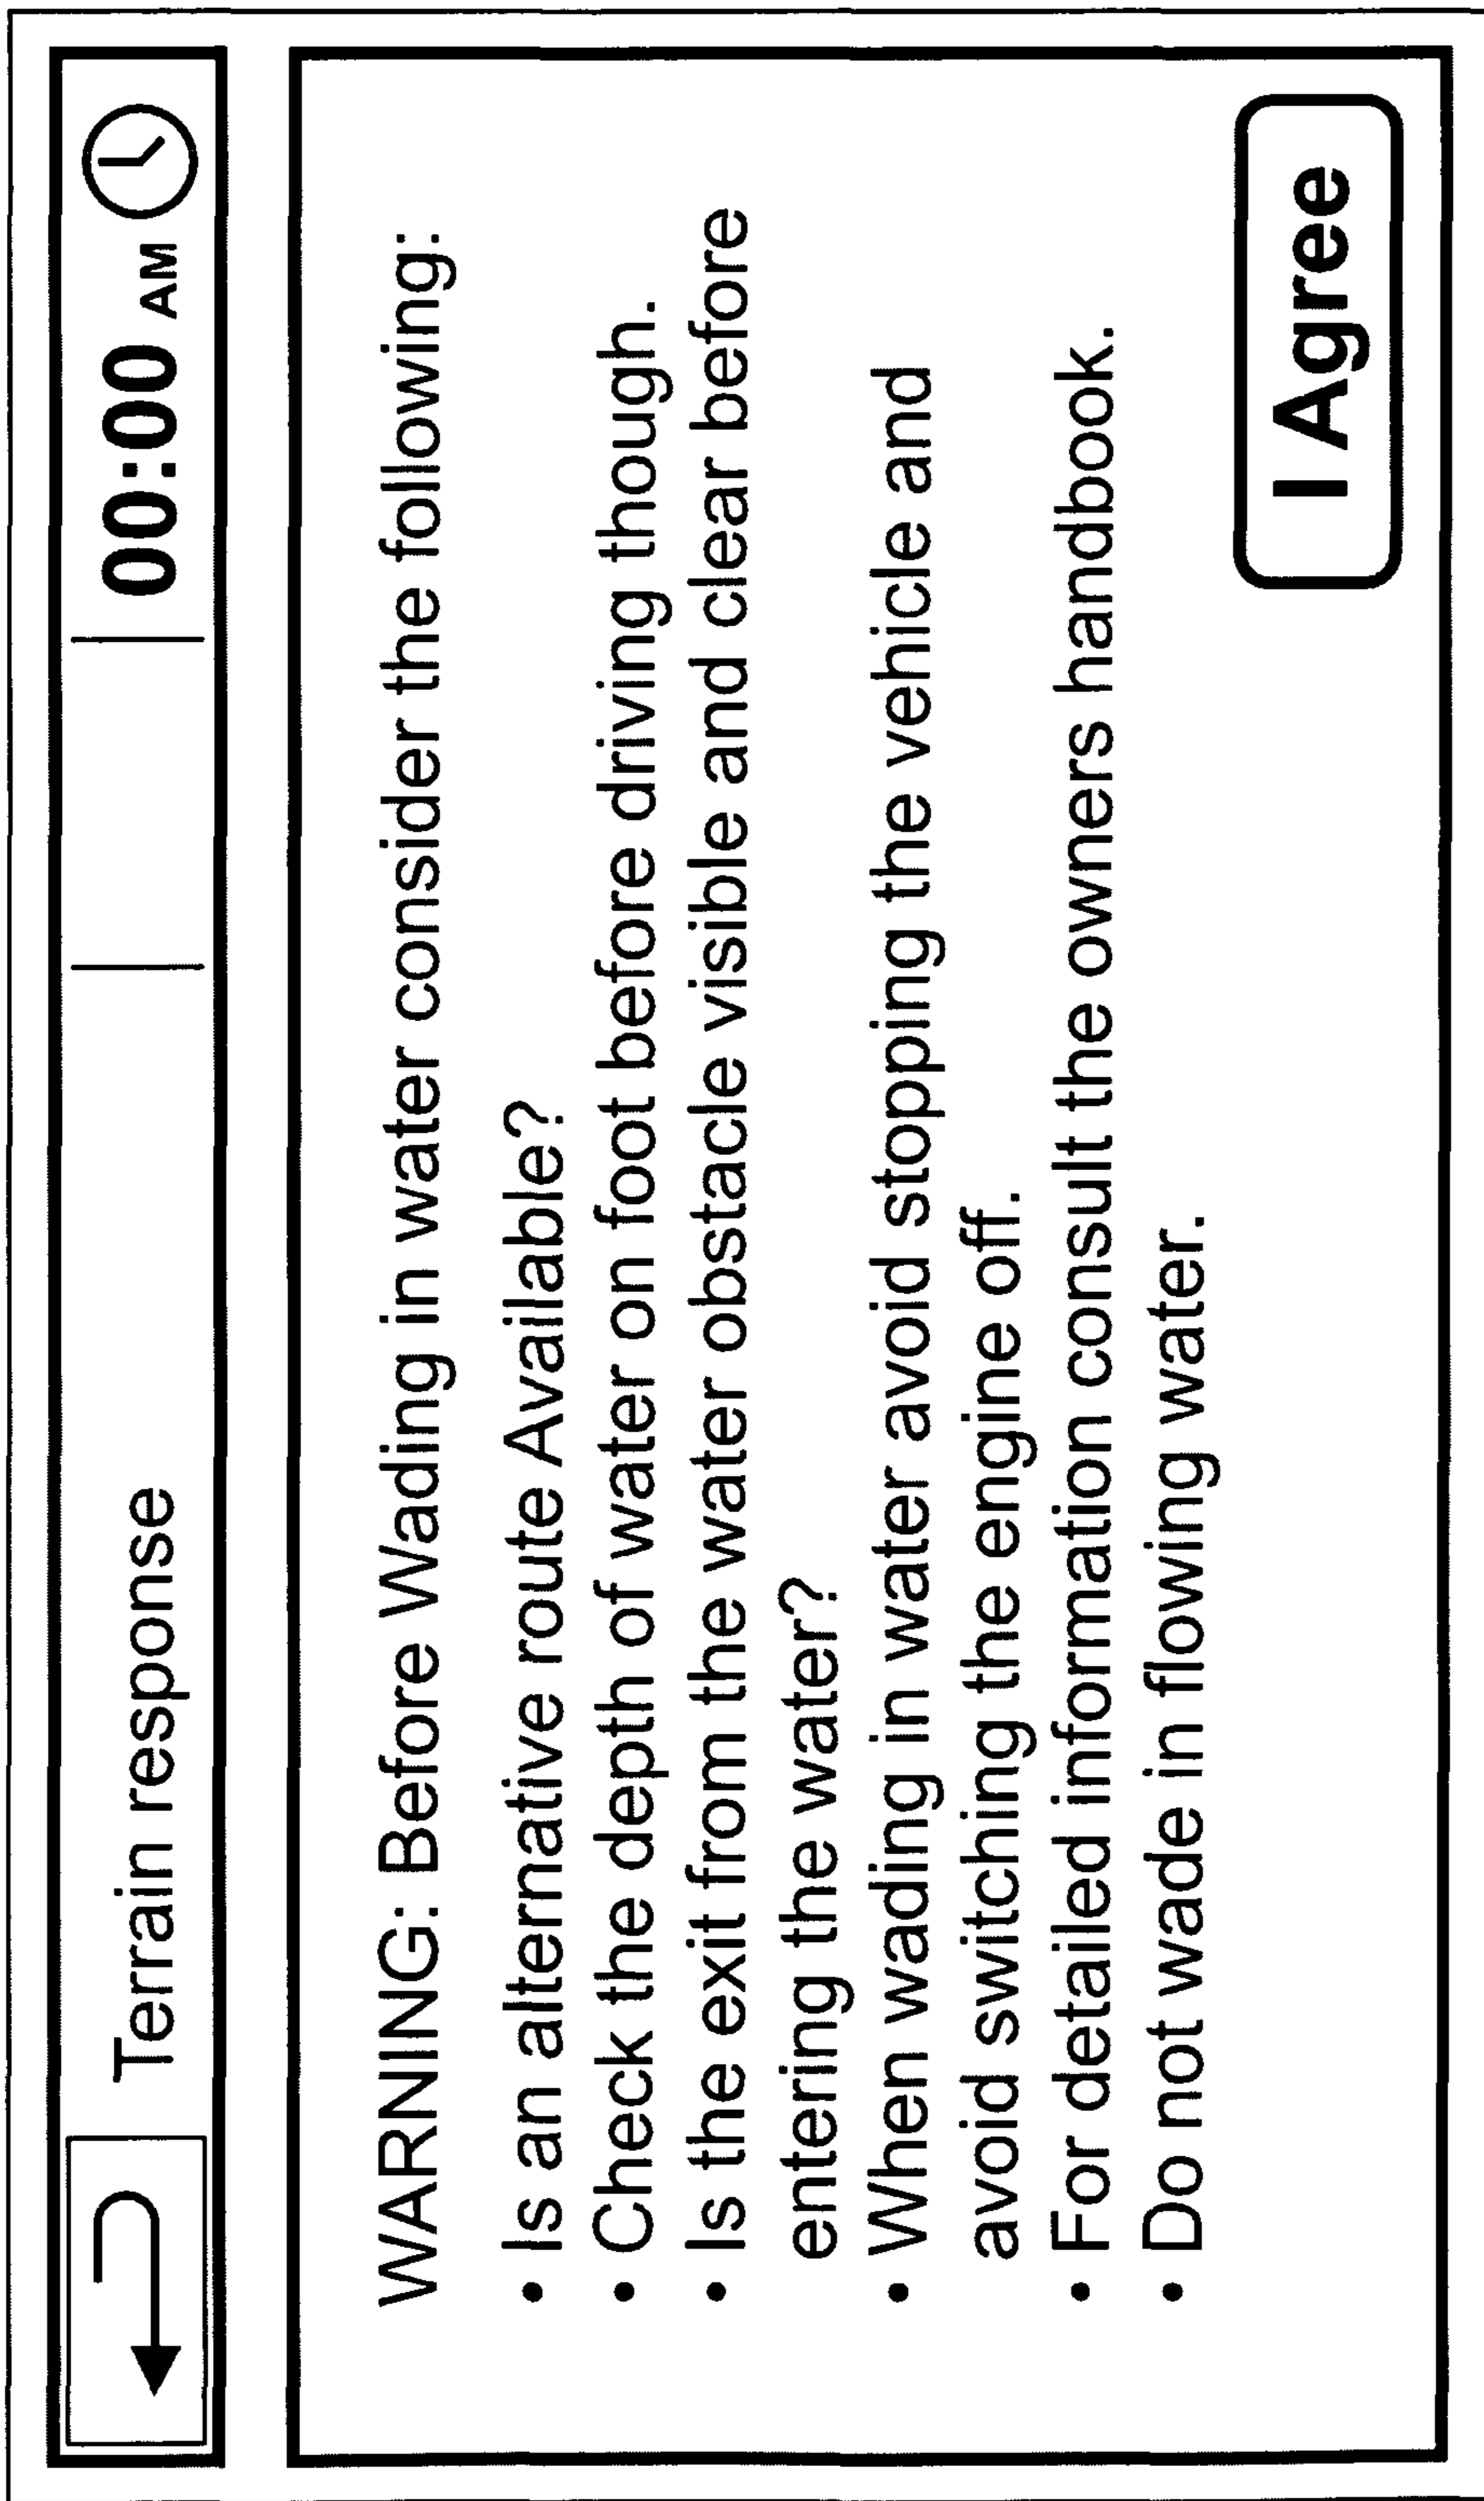 Terrain response
00:00 AM
WARNING: Before Wading in water consider the following:
• Is an alternative route Available?
• Check the depth of water on foot before driving though.
• Is the exit from the water obstacle visible and clear before
entering the water?
• When wading in water avoid stopping the vehicle and
avoid switching the engine off.
• For detailed information consult the owners handbook.
• Do not wade in flowing water.
I Agree